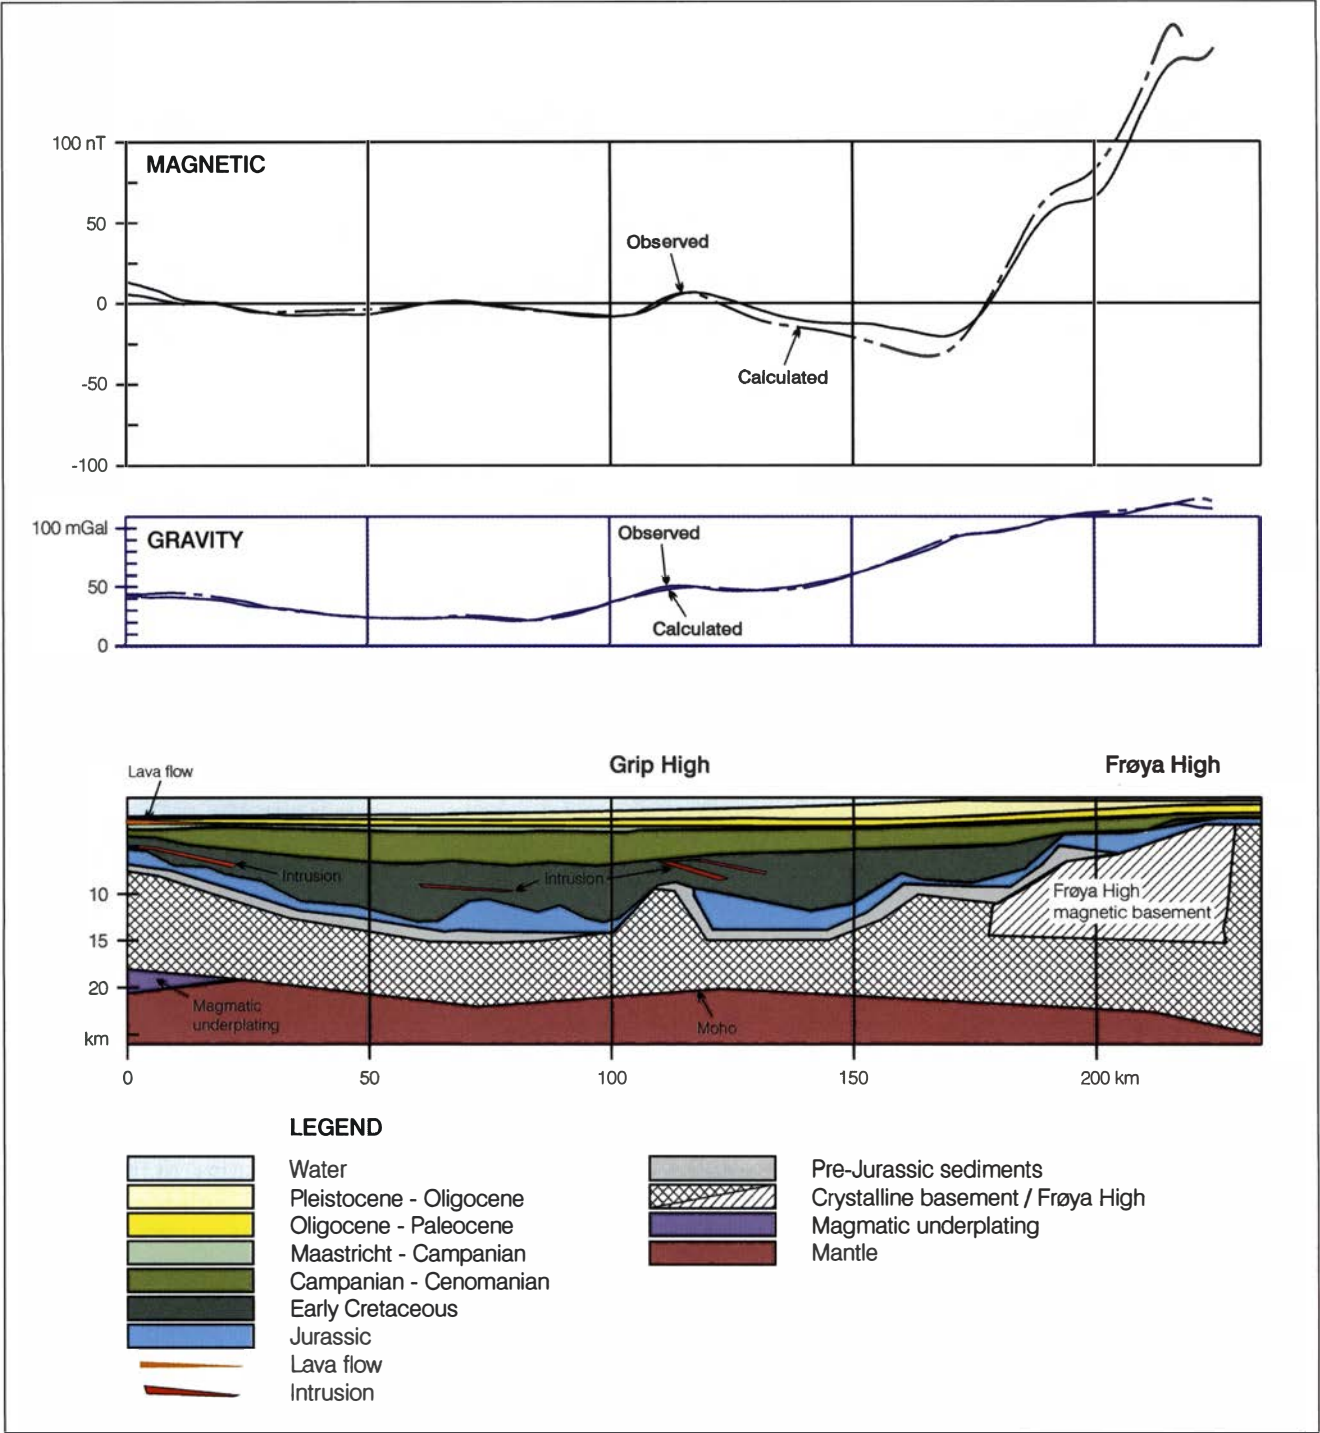 100 nT
MAGNETIC
50
Observed
0
Calculated
-50
-100
100 mGal
GRAVITY
Observed
50
Calculated
0
Grip High
Frøya High
Lava flow
Intrusion
Intrusion
10
Frøya High
magnetic basement
15
20
Magmatic
underplating
Moho
km
0
50
100
150
200 km
LEGEND
Water
Pleistocene - Oligocene
Oligocene - Paleocene
Maastricht - Campanian
Campanian - Cenomanian
Early Cretaceous
Jurassic
Lava flow
Intrusion
Pre-Jurassic sediments
Crystalline basement / Frøya High
Magmatic underplating
Mantle